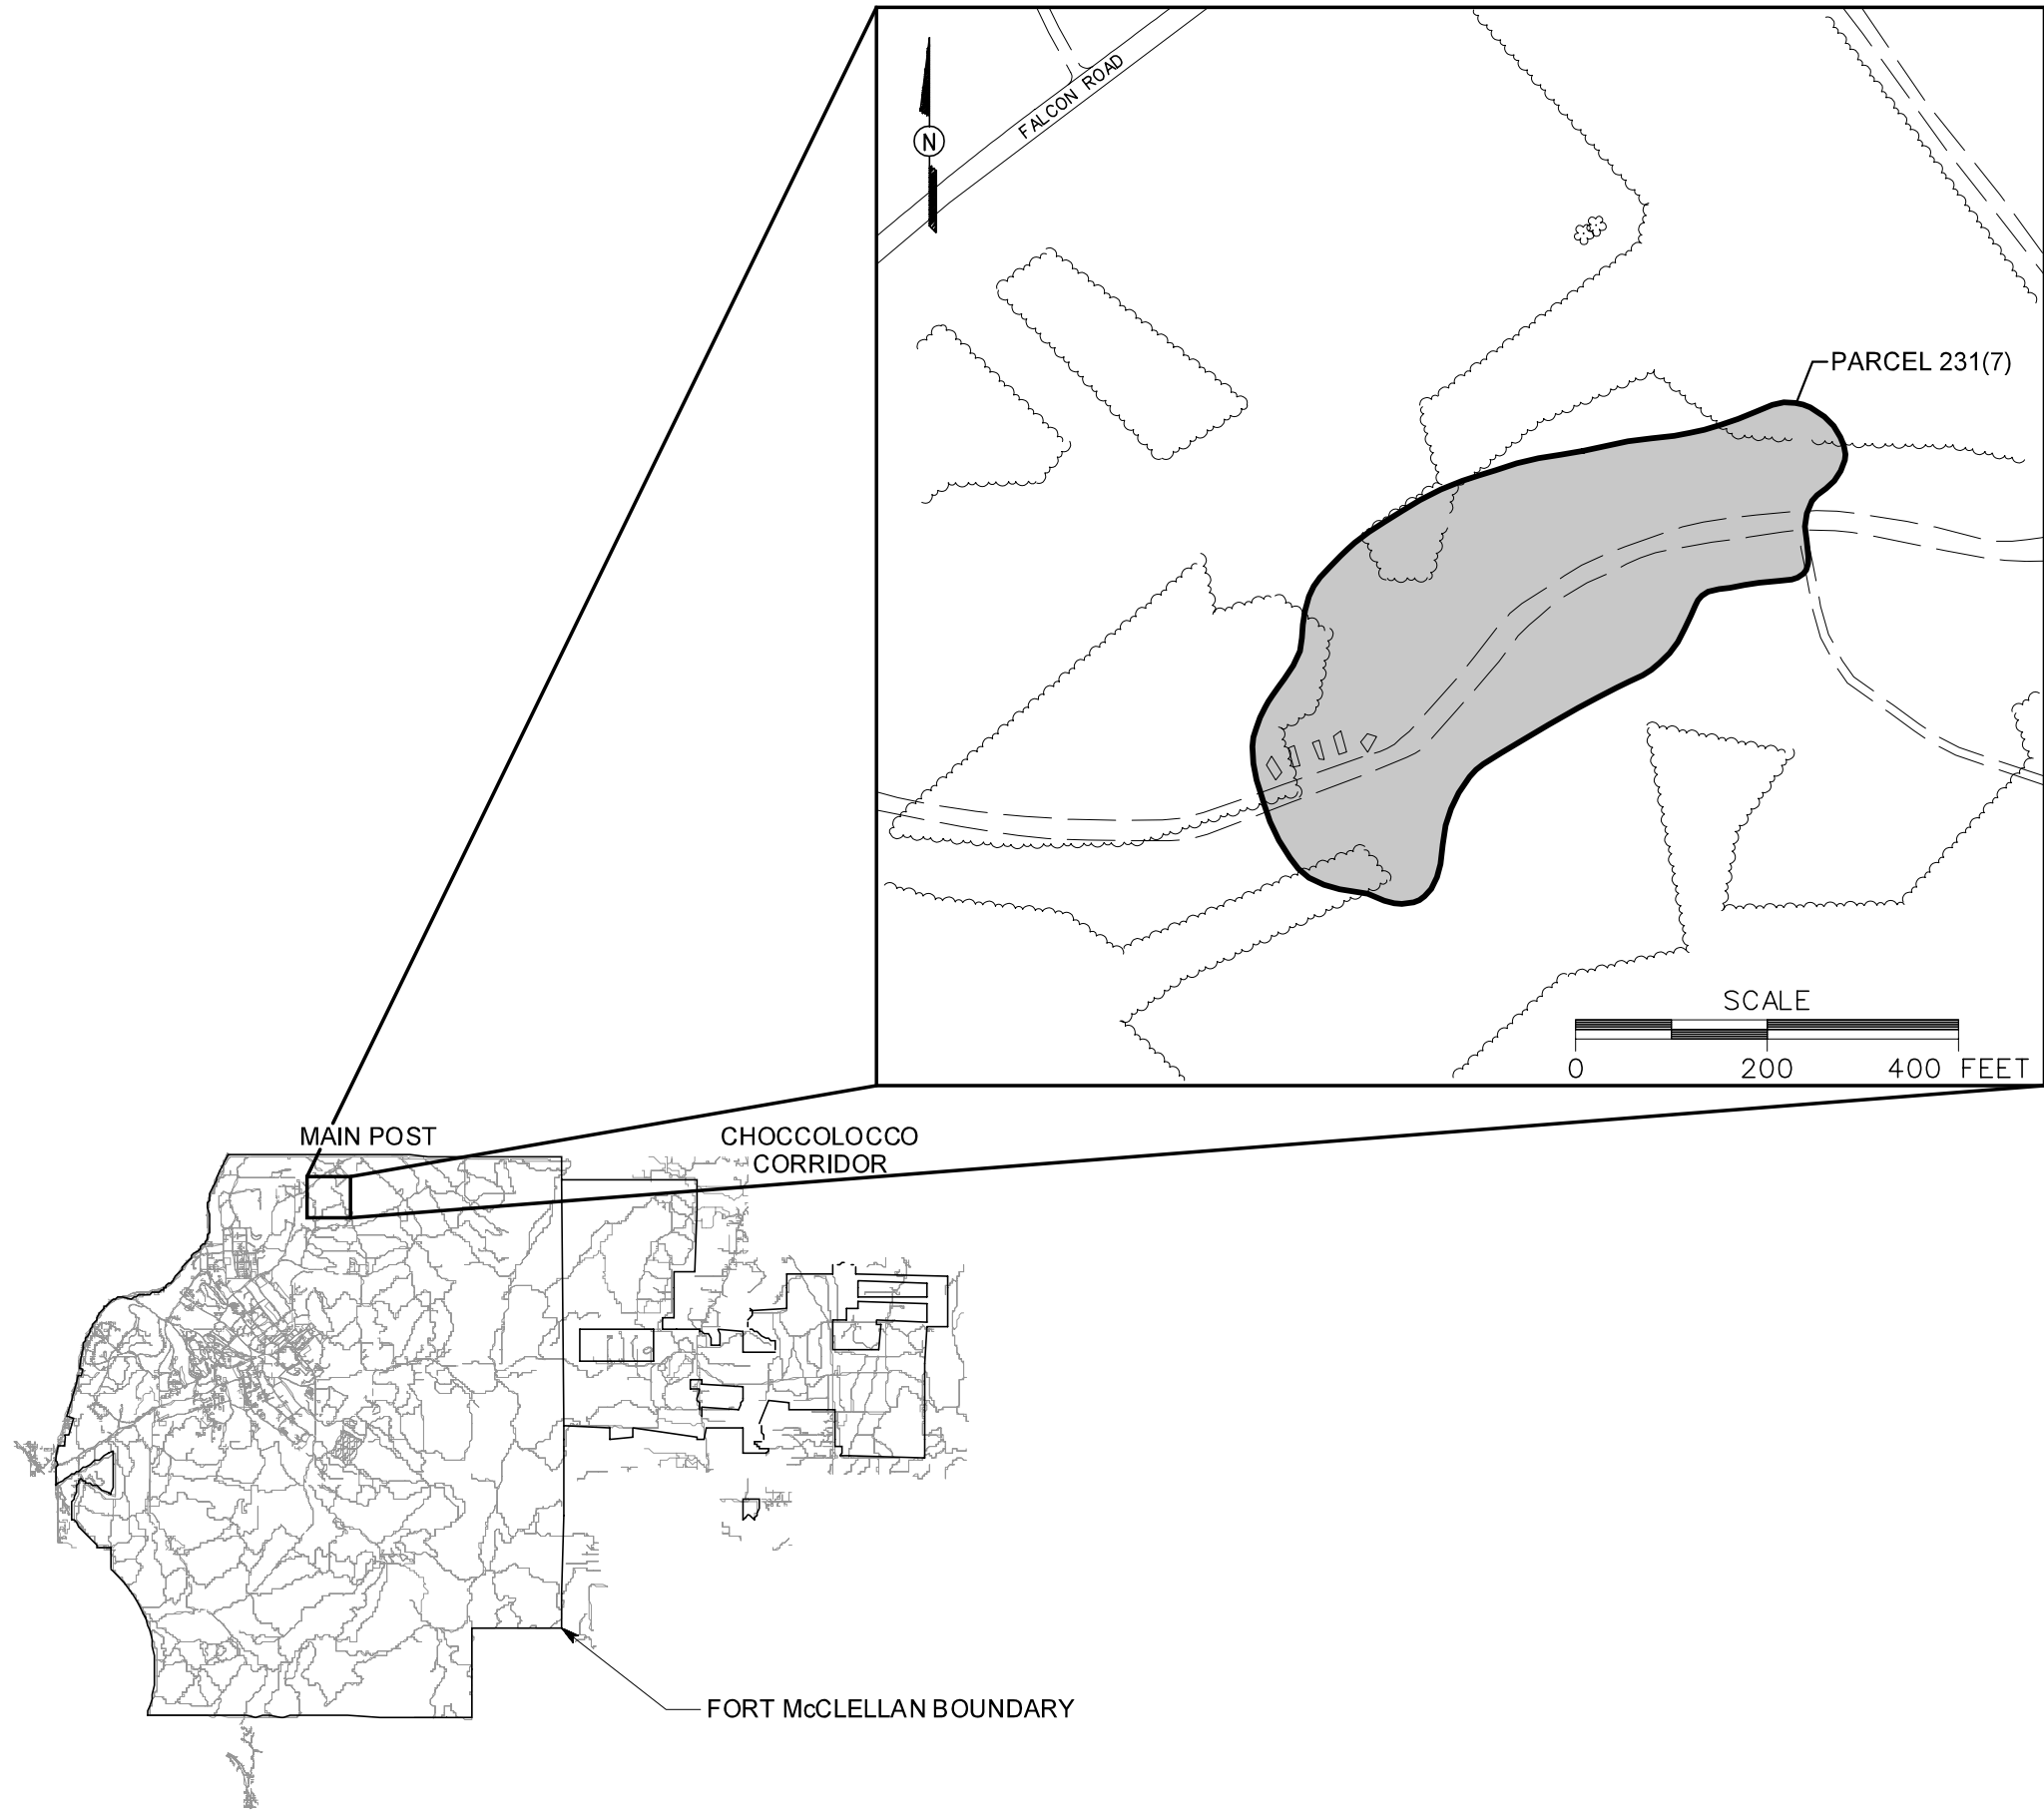 FALCON ROAD
N
PARCEL 231(7)
SCALE
0 200 400 FEET
MAIN POST
CHOCCOLOCCO
CORRIDOR
FORT McCLELLAN BOUNDARY